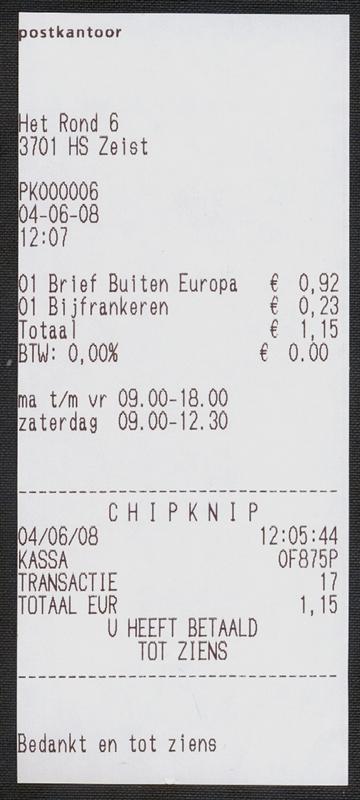 postkantoor
Het Rond 6
3701 HS Zeist
PK000006
04-06-08
12:07
01 Brief Buiten Europa € 0,92
01 Bijfrankeren € 0,23
Totaal € 1,15
BTW: 0,00% € 0.00
ma t/m vr 09.00-18.00
zaterdag 09.00-12.30
--------------------------------
C H I P K N I P
04/06/08 12:05:44
KASSA 0F875P
TRANSACTIE 17
TOTAAL EUR 1,15
U HEEFT BETAALD
TOT ZIENS
--------------------------------
Bedankt en tot ziens